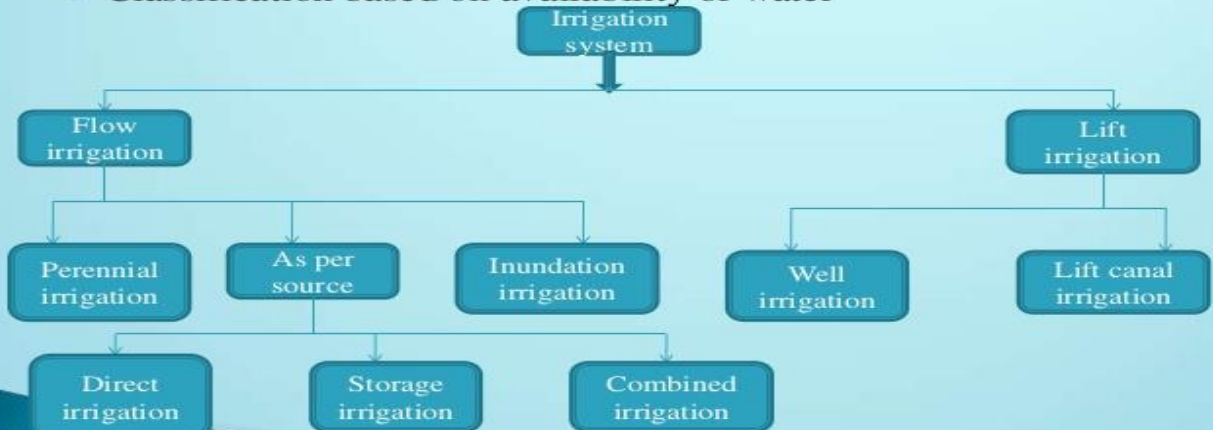 Classification based on availability of water
Irrigation
system
Flow
irrigation
Lift
irrigation
Perennial
irrigation
As per
source
Inundation
irrigation
Well
irrigation
Lift canal
irrigation
Direct
irrigation
Storage
irrigation
Combined
irrigation